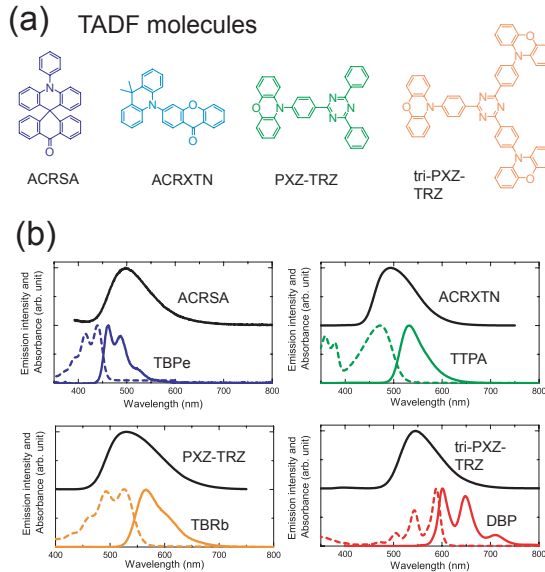 (a) TADF molecules
N
O
ACRSA
N
O
O
ACRXTN
O
N
N
N
N
PXZ-TRZ
O
N
N
N
N
N
O
N
O
tri-PXZ-
TRZ
(b)
Emission intensity and
Absorbance (arb. unit)
ACRSA
TBPe
400 500 600 700 800
Wavelength (nm)
Emission intensity and
Absorbance (arb. unit)
ACRXTN
TTPA
400 500 600 700 800
Wavelength (nm)
Emission intensity and
Absorbance (arb. unit)
PXZ-TRZ
TBRb
400 500 600 700 800
Wavelength (nm)
Emission intensity and
Absorbance (arb. unit)
tri-PXZ-
TRZ
DBP
400 500 600 700 800
Wavelength (nm)